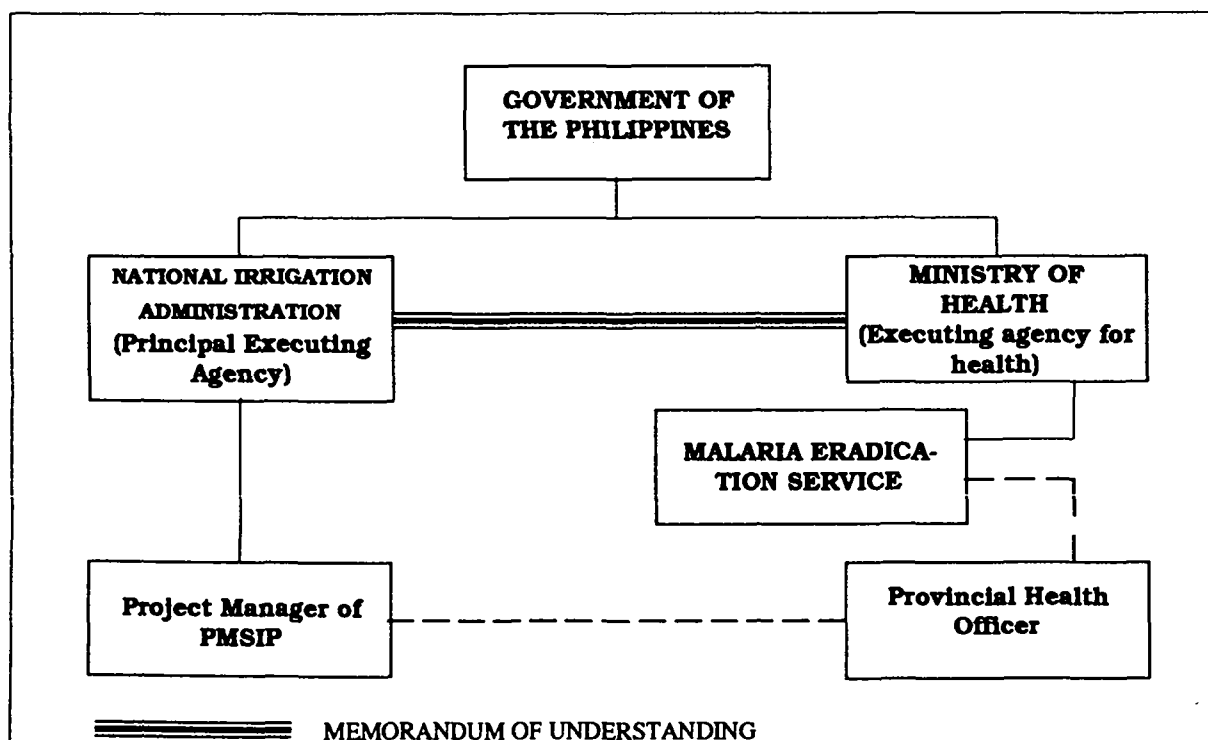 GOVERNMENT OF
THE PHILIPPINES
NATIONAL IRRIGATION
ADMINISTRATION
(Principal Executing
Agency)
MINISTRY OF
HEALTH
(Executing agency for
health)
MALARIA ERADICA-
TION SERVICE
Project Manager of
PMSIP
Provincial Health
Officer
MEMORANDUM OF UNDERSTANDING